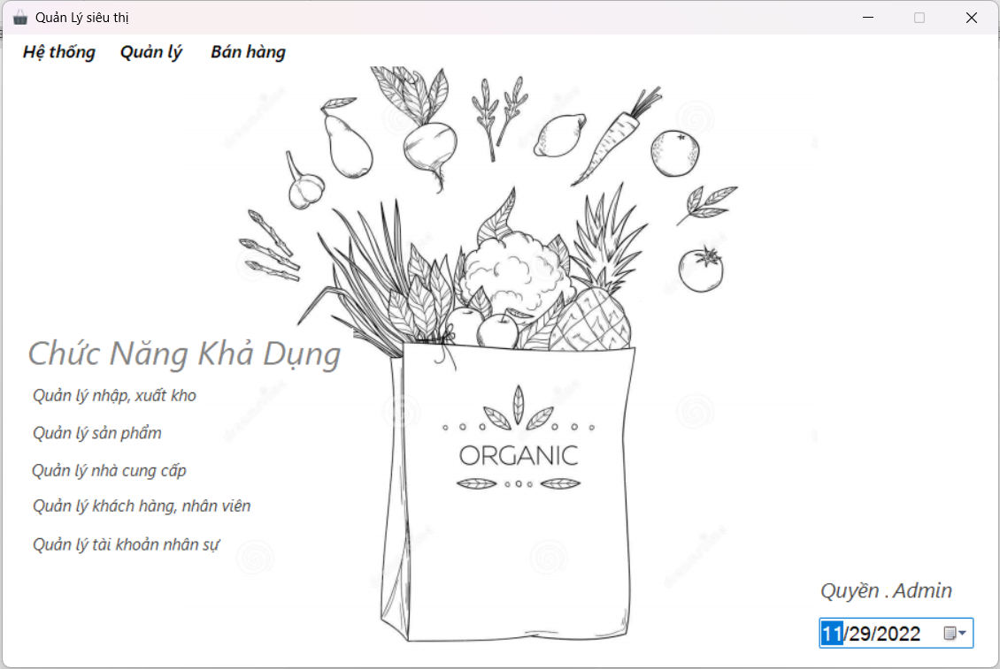 Quản Lý siêu thị
Hệ thống Quản lý Bán hàng
Chức Năng Khả Dụng
Quản lý nhập, xuất kho
Quản lý sản phẩm
Quản lý nhà cung cấp
Quản lý khách hàng, nhân viên
Quản lý tài khoản nhân sự
ORGANIC
Quyền . Admin
11/29/2022